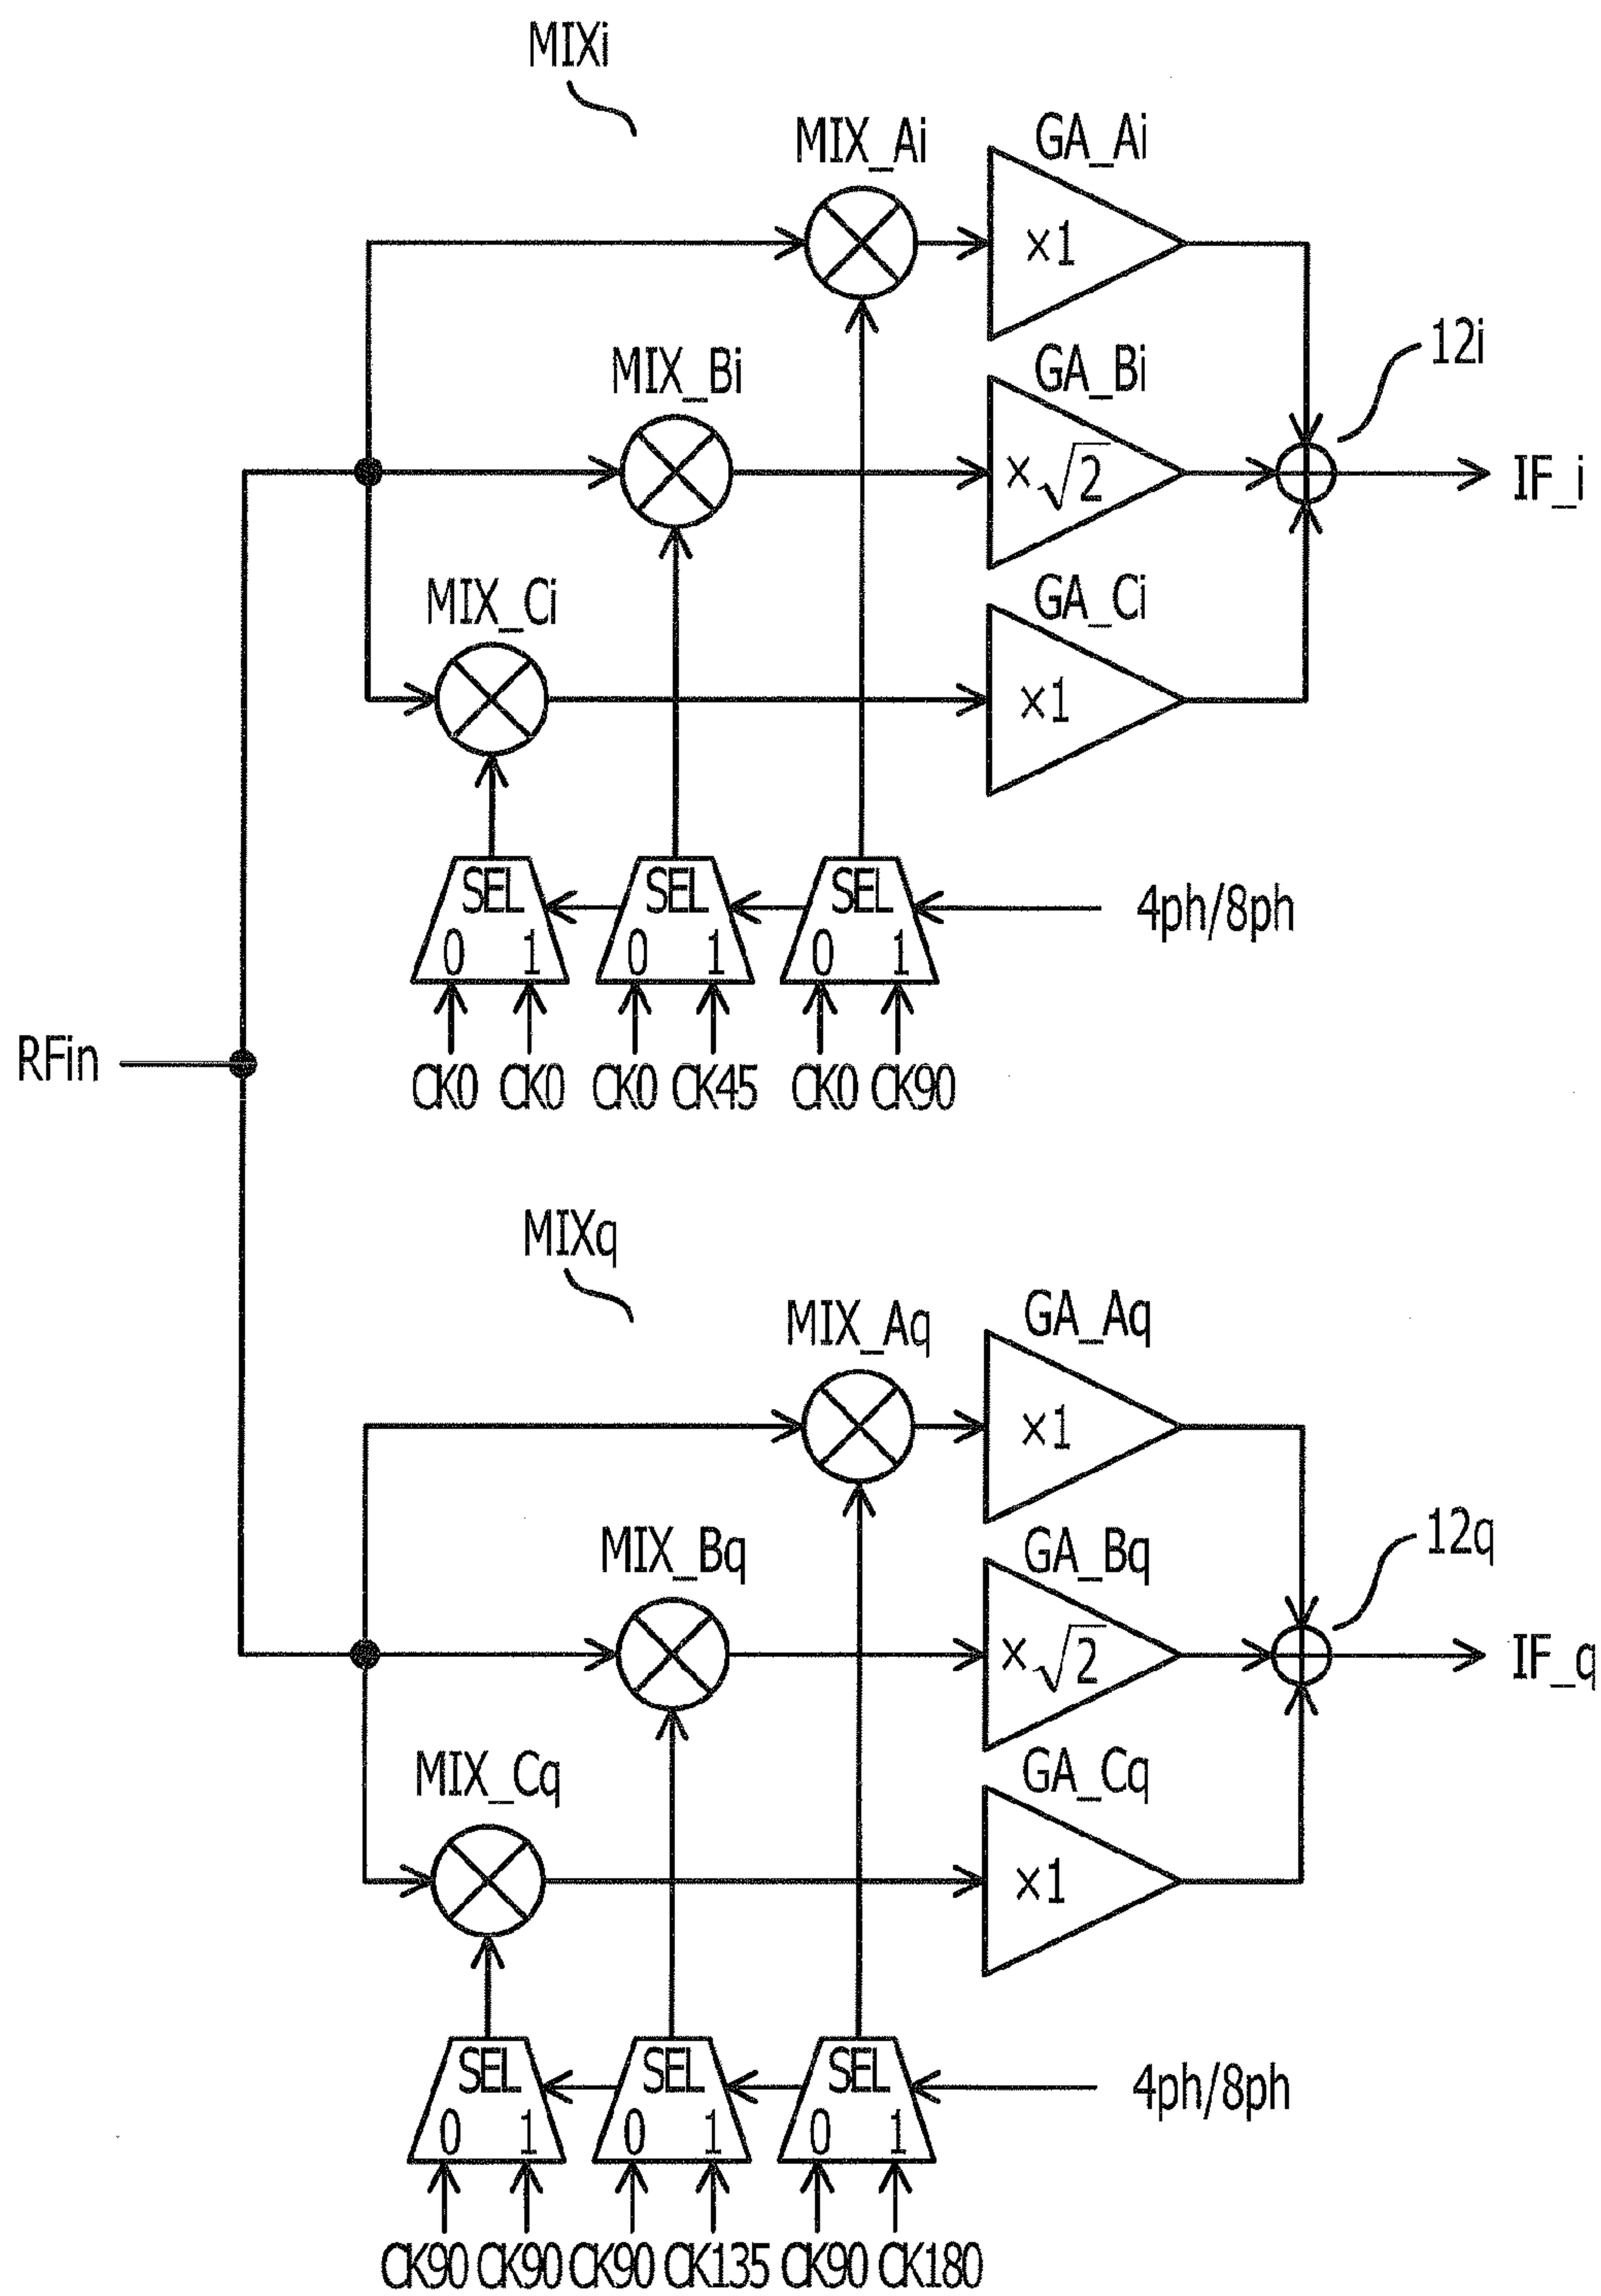 MIXi
MIX_Ai
GA_Ai
×1
12i
MIX_Bi
GA_Bi
×√2
IF_i
MIX_Ci
GA_Ci
×1
SEL SEL SEL
4ph/8ph
0 1 0 1 0 1
RFin
CK0 CK0 CK0 CK45 CK0 CK90
MIXq
MIX_Aq
GA_Aq
×1
12q
MIX_Bq
GA_Bq
×√2
IF_q
MIX_Cq
GA_Cq
×1
SEL SEL SEL
4ph/8ph
0 1 0 1 0 1
CK90 CK90 CK90 CK135 CK90 CK180